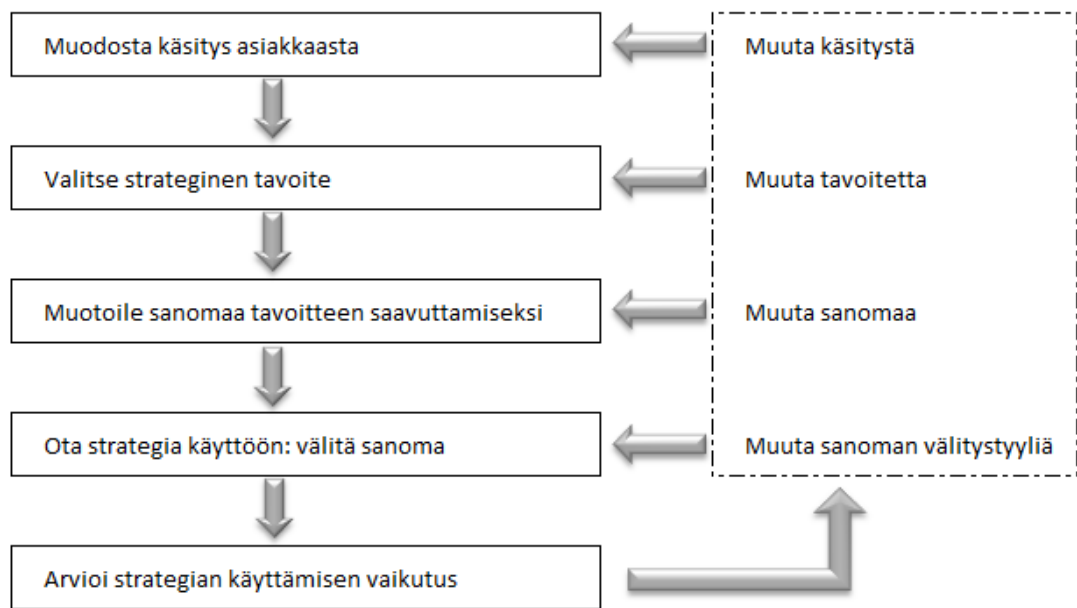 Muodosta käsitys asiakkaasta
Muuta käsitystä
Valitse strateginen tavoite
Muuta tavoitetta
Muotoile sanomaa tavoitteen saavuttamiseksi
Muuta sanomaa
Ota strategia käyttöön: välitä sanoma
Muuta sanoman välitystyyliä
Arvioi strategian käyttämisen vaikutus